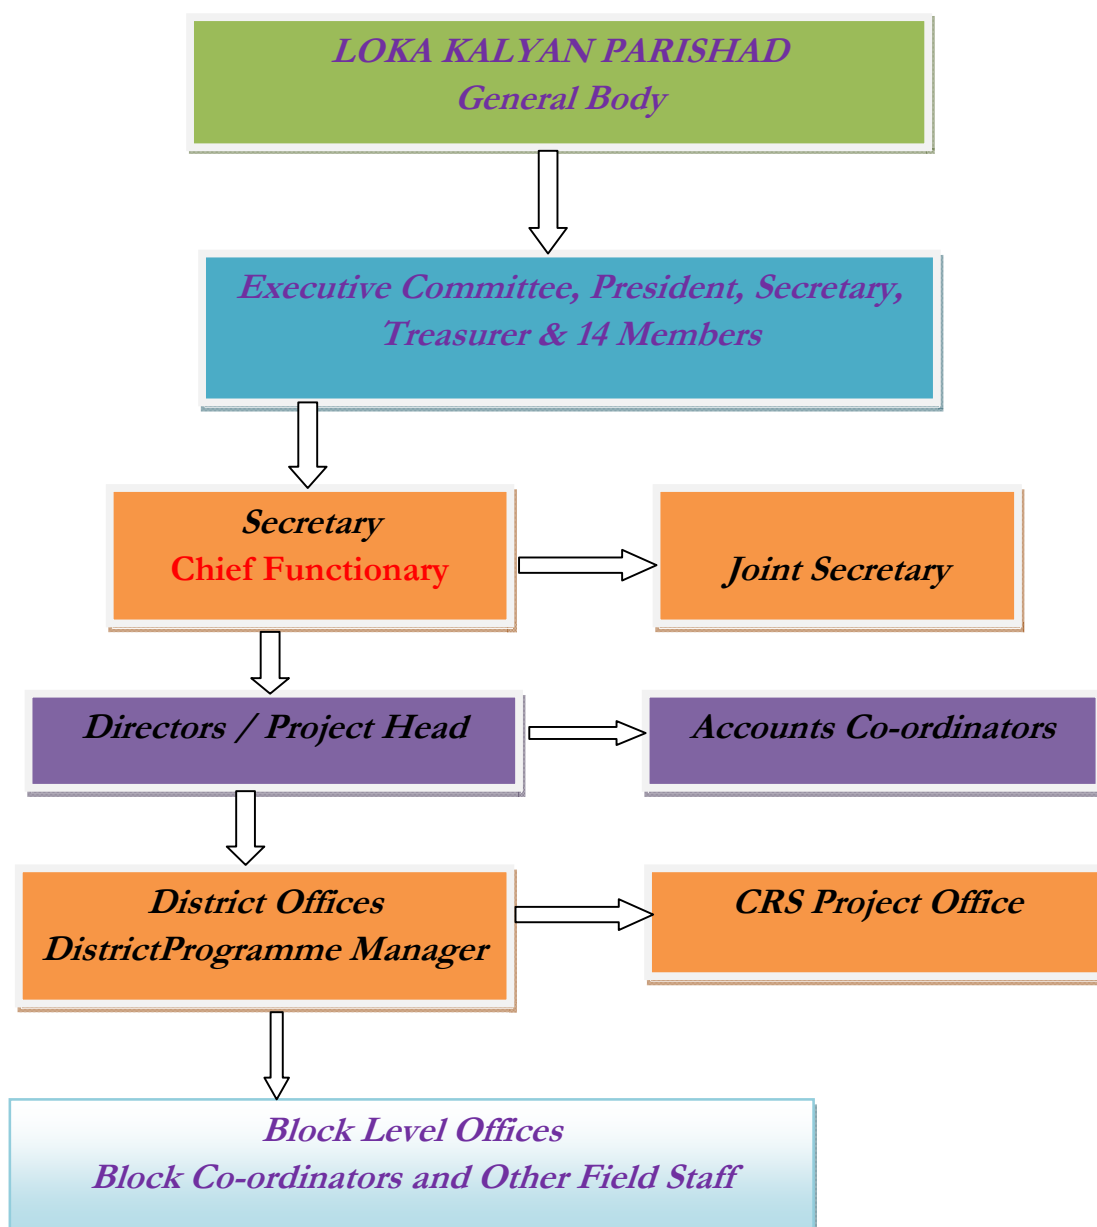 LOKA KALYAN PARISHAD
General Body
Executive Committee, President, Secretary,
Treasurer & 14 Members
Secretary
Chief Functionary
Joint Secretary
Directors / Project Head
Accounts Co-ordinators
District Offices
DistrictProgramme Manager
CRS Project Office
Block Level Offices
Block Co-ordinators and Other Field Staff